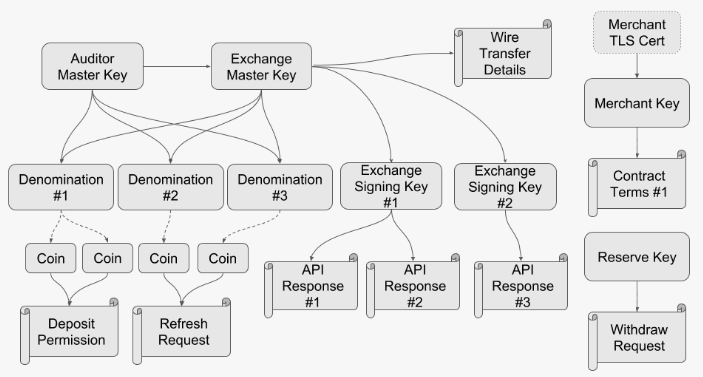 Auditor
Master Key
Exchange
Master Key
Wire
Transfer
Details
Merchant
TLS Cert
Merchant Key
Contract
Terms #1
Denomination
#1
Denomination
#2
Denomination
#3
Exchange
Signing Key
#1
Exchange
Signing Key
#2
Coin
Coin
Coin
Coin
API
Response
#1
API
Response
#2
API
Response
#3
Reserve Key
Deposit
Permission
Refresh
Request
Withdraw
Request